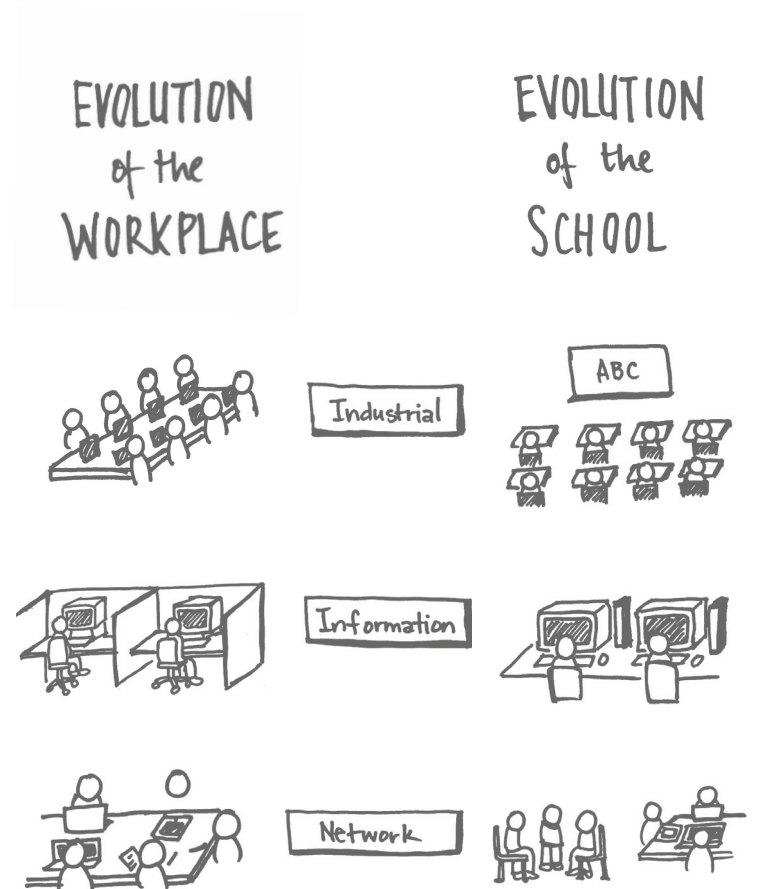 EVOLUTION
of the
WORKPLACE
EVOLUTION
of the
SCHOOL
Industrial
ABC
Information
Network